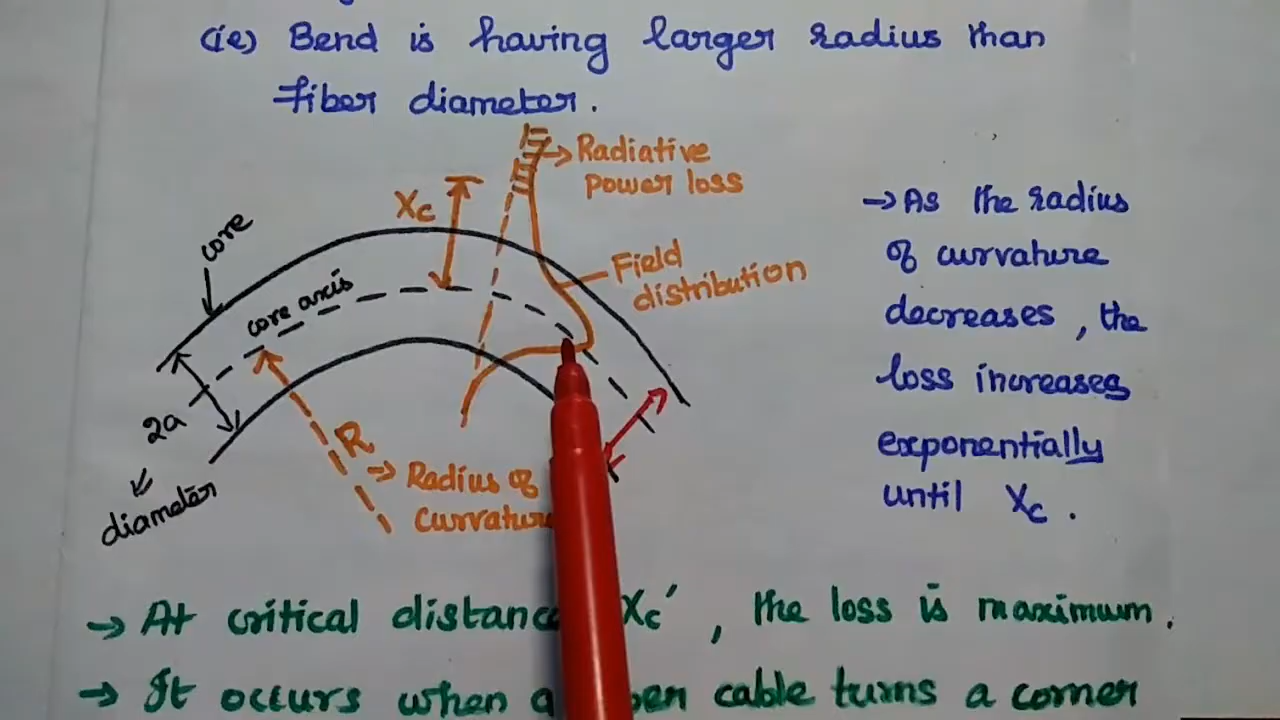 (ie) Bend is having larger radius than
fiber diameter.
Radiative
power loss
Xc
core
Field
distribution
core axis
2a
diameter
R
Radius of
curvature
→ As the radius
of curvature
decreases, the
loss increases
exponentially
until Xc.
→ At critical distance Xc', the loss is maximum.
→ It occurs when a cable turns a corner